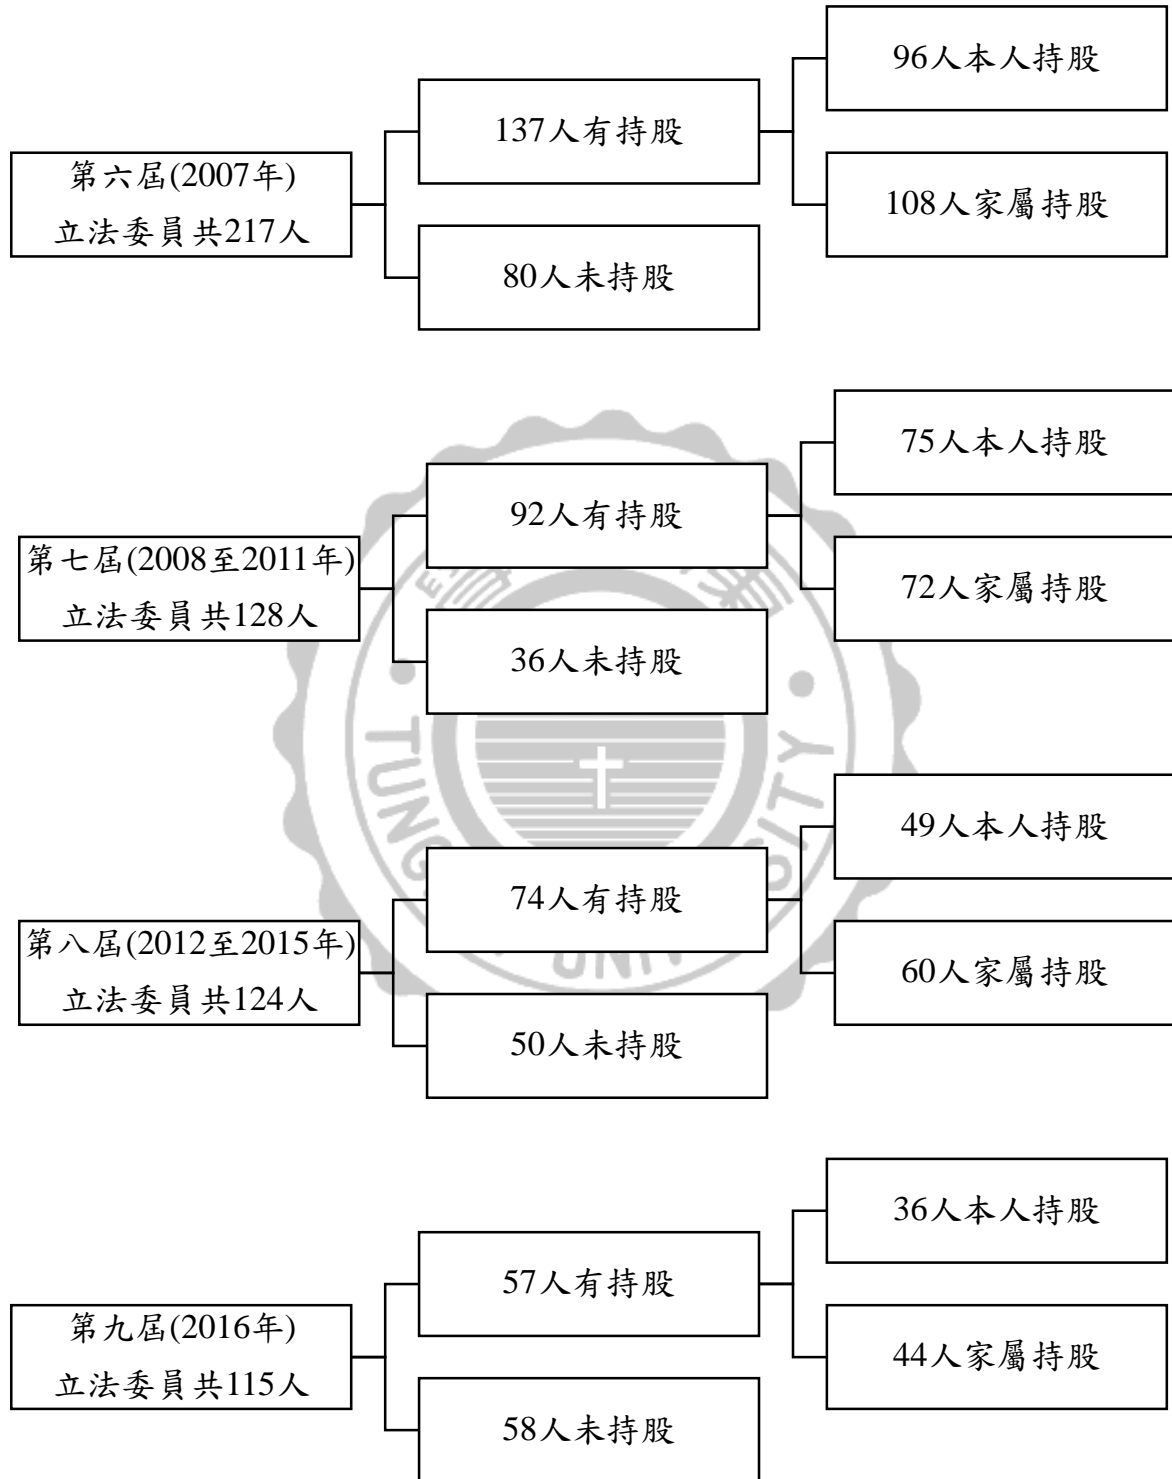 96人本人持股
137人有持股
第六屆(2007年)
立法委員共217人
108人家屬持股
80人未持股
75人本人持股
92人有持股
第七屆(2008至2011年)
立法委員共128人
72人家屬持股
36人未持股
49人本人持股
74人有持股
第八屆(2012至2015年)
立法委員共124人
60人家屬持股
50人未持股
36人本人持股
57人有持股
第九屆(2016年)
立法委員共115人
44人家屬持股
58人未持股